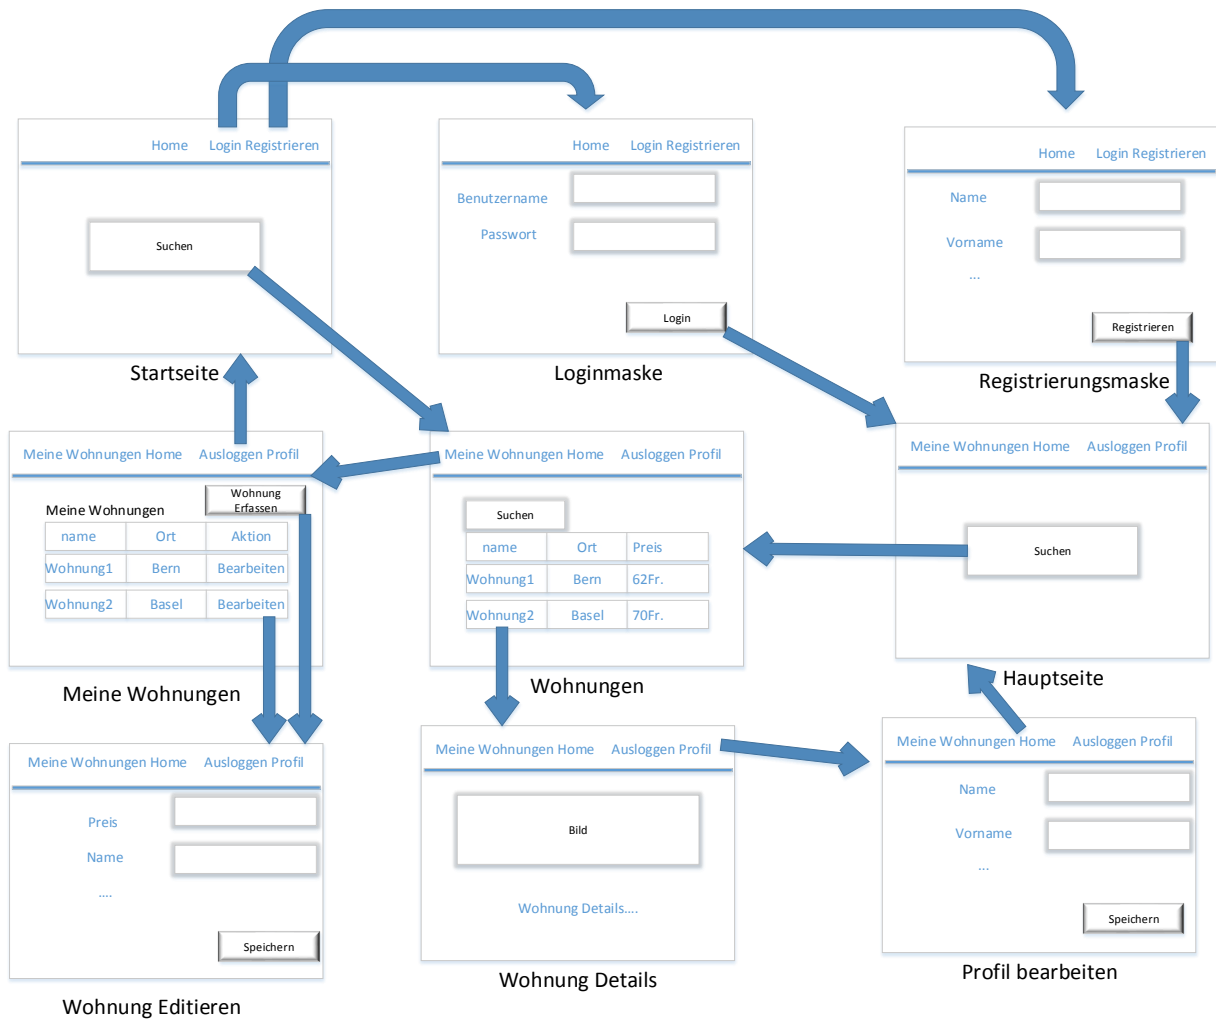 Home Login Registrieren
Suchen
Startseite
Home Login Registrieren
Benutzername
Passwort
Login
Loginmaske
Home Login Registrieren
Name
Vorname
...
Registrieren
Registrierungsmaske
Meine Wohnungen Home Ausloggen Profil
Wohnung
Erfassen
Meine Wohnungen
name Ort Aktion
Wohnung1 Bern Bearbeiten
Wohnung2 Basel Bearbeiten
Meine Wohnungen
Meine Wohnungen Home Ausloggen Profil
Suchen
name Ort Preis
Wohnung1 Bern 62Fr.
Wohnung2 Basel 70Fr.
Wohnungen
Meine Wohnungen Home Ausloggen Profil
Suchen
Hauptseite
Meine Wohnungen Home Ausloggen Profil
Preis
Name
....
Speichern
Wohnung Editieren
Meine Wohnungen Home Ausloggen Profil
Bild
Wohnung Details....
Wohnung Details
Meine Wohnungen Home Ausloggen Profil
Name
Vorname
...
Speichern
Profil bearbeiten